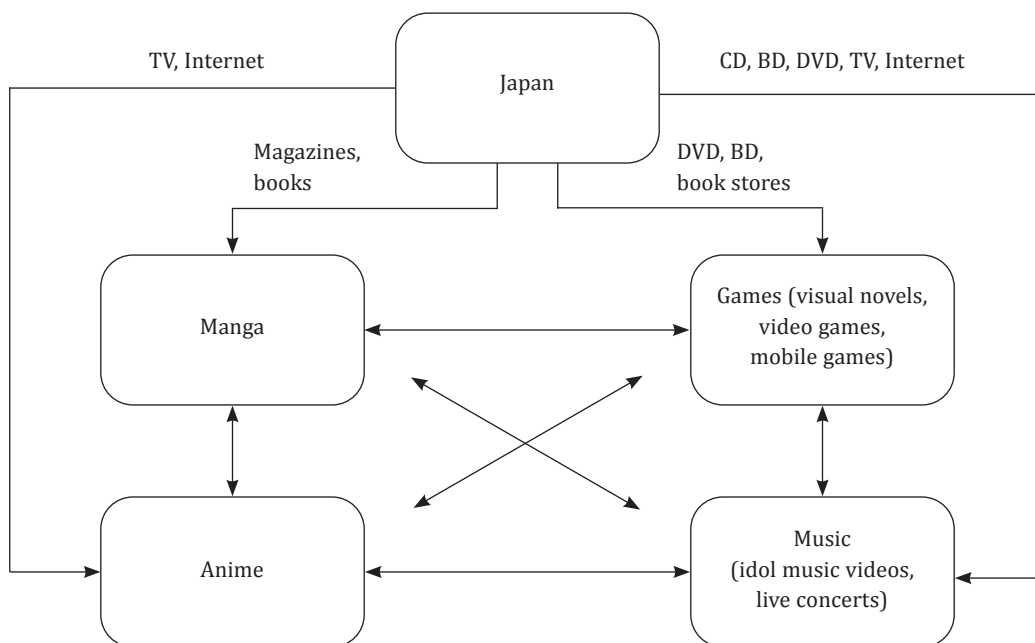 TV, Internet
CD, BD, DVD, TV, Internet
Japan
Magazines,
books
DVD, BD,
book stores
Manga
Games (visual novels,
video games,
mobile games)
Anime
Music
(idol music videos,
live concerts)